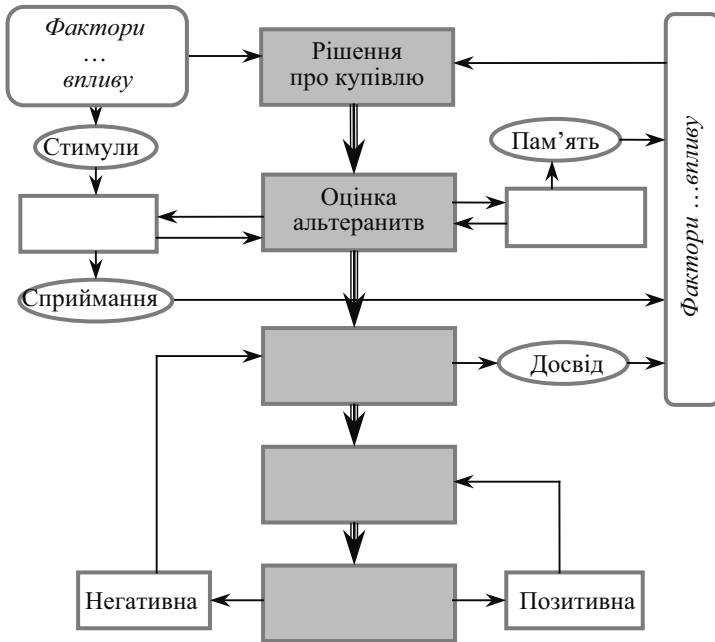 Фактори
…
впливу
Рішення
про купівлю
Стимули
Пам’ять
Оцінка
альтеранитв
Фактори …впливу
Сприймання
Досвід
Негативна
Позитивна